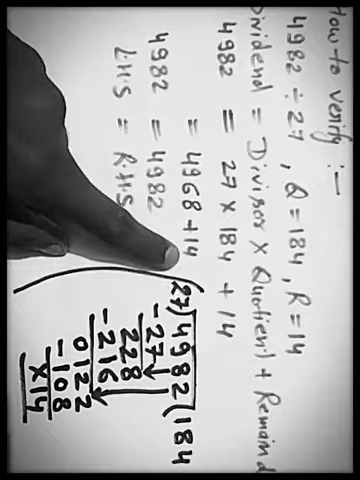 How to verify :-
4982 ÷ 27, Q = 184, R = 14
Dividend = Divisor × Quotient + Remaind
4982 = 27 × 184 + 14
= 4968 + 14
4982 = 4982
L.H.S = R.H.S
27)4982(184
-27
228
-216
0122
-108
×14